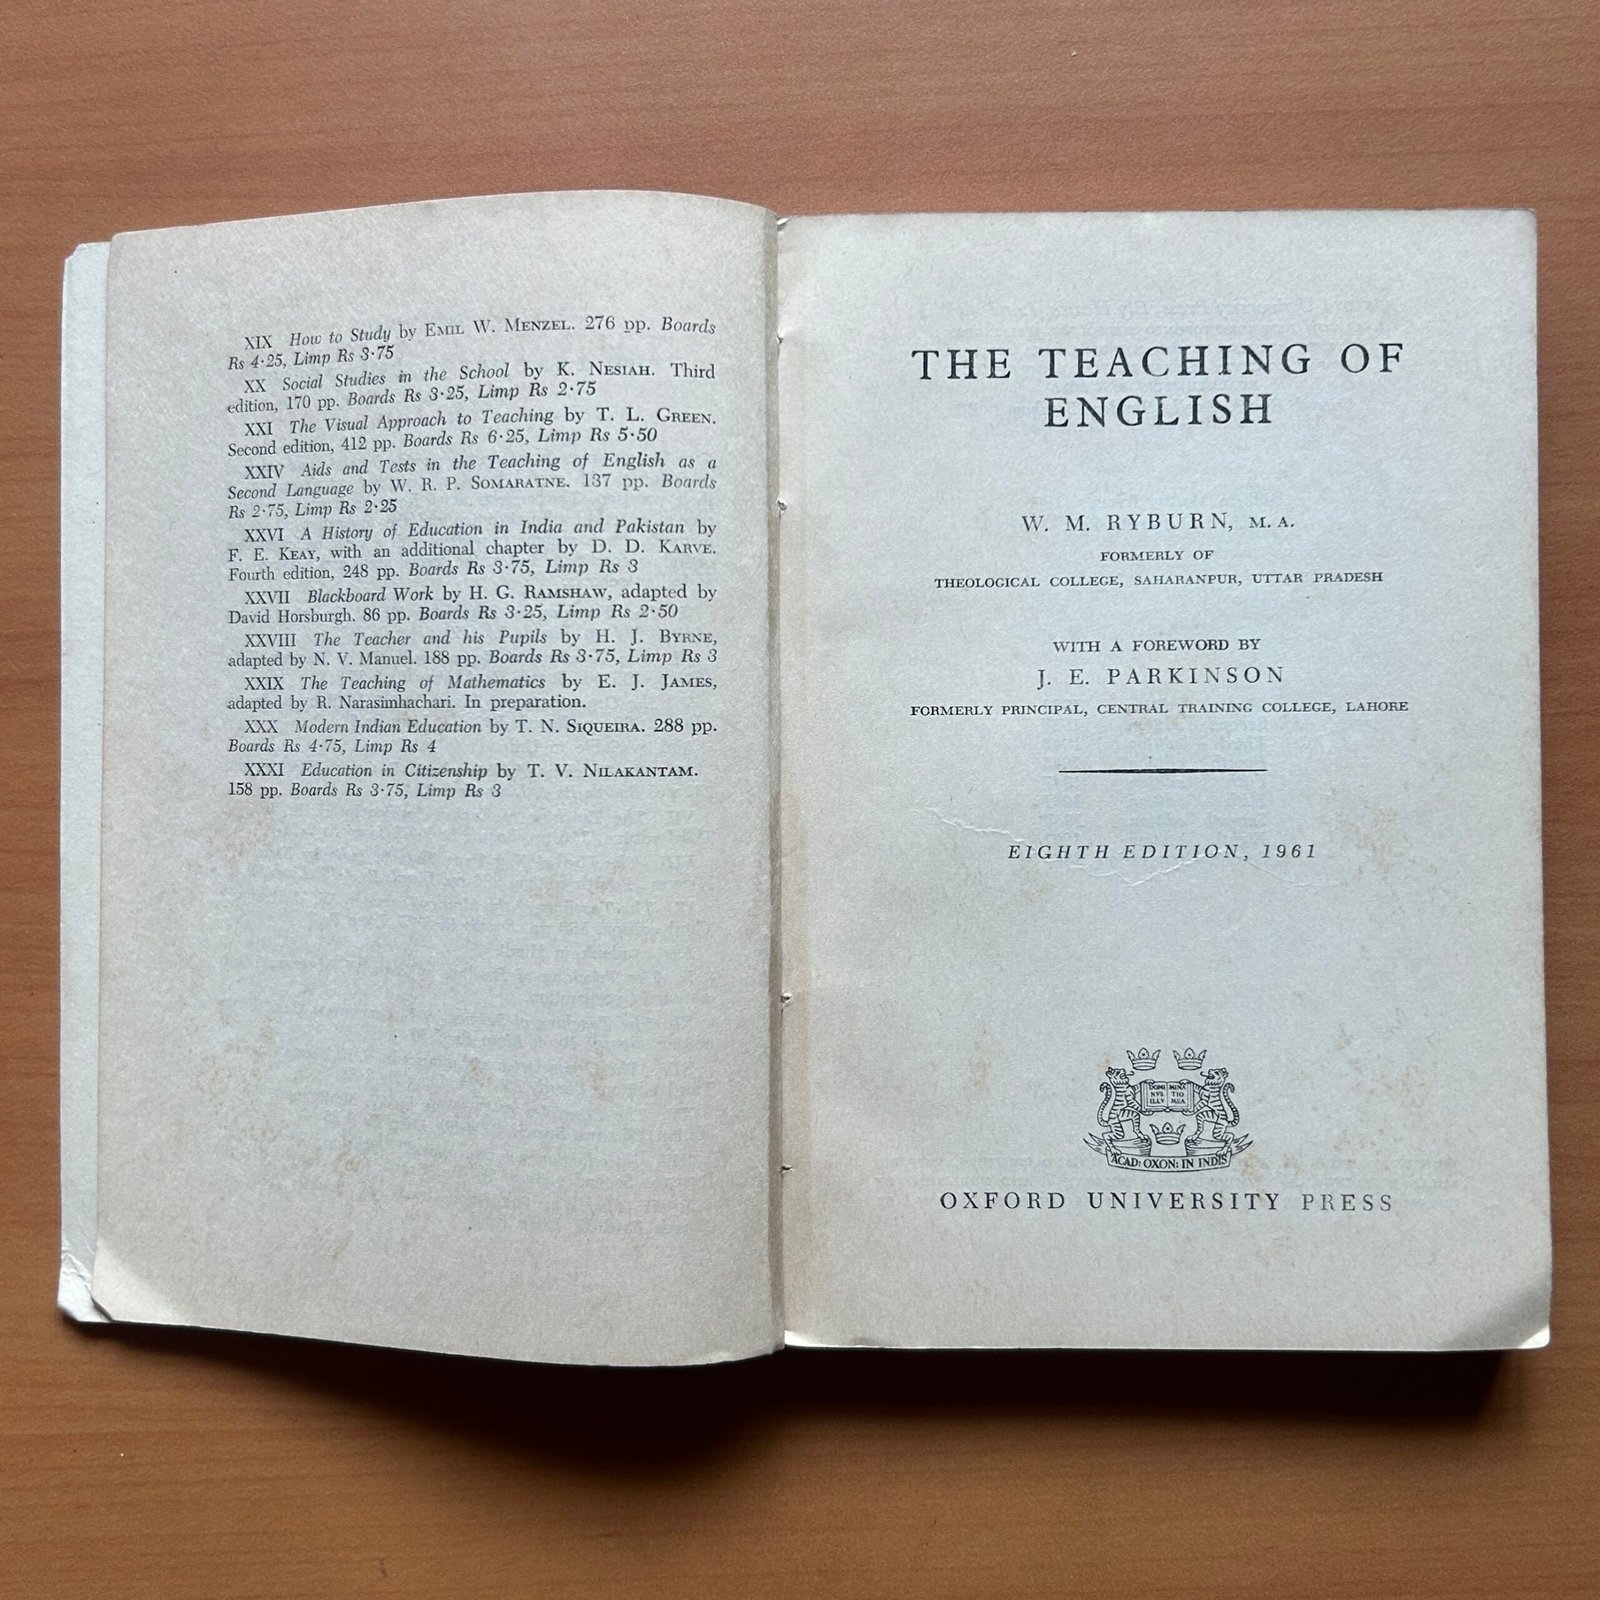 XIX How to Study by EMIL W. MENZEL. 276 pp. Boards
Rs 4·25, Limp Rs 3·75
XX Social Studies in the School by K. NESIAH. Third
edition, 170 pp. Boards Rs 3·25, Limp Rs 2·75
XXI The Visual Approach to Teaching by T. L. GREEN.
Second edition, 412 pp. Boards Rs 6·25, Limp Rs 5·50
XXIV Aids and Tests in the Teaching of English as a
Second Language by W. R. P. SOMARATNE. 137 pp. Boards
Rs 2·75, Limp Rs 2·25
XXVI A History of Education in India and Pakistan by
F. E. KEAY, with an additional chapter by D. D. KARVE.
Fourth edition, 248 pp. Boards Rs 3·75, Limp Rs 3
XXVII Blackboard Work by H. G. RAMSHAW, adapted by
David Horsburgh. 86 pp. Boards Rs 3·25, Limp Rs 2·50
XXVIII The Teacher and his Pupils by H. J. BYRNE,
adapted by N. V. Manuel. 188 pp. Boards Rs 3·75, Limp Rs 3
XXIX The Teaching of Mathematics by E. J. JAMES,
adapted by R. Narasimhachari. In preparation.
XXX Modern Indian Education by T. N. SIQUEIRA. 288 pp.
Boards Rs 4·75, Limp Rs 4
XXXI Education in Citizenship by T. V. NILAKANTAM.
158 pp. Boards Rs 3·75, Limp Rs 3
THE TEACHING OF
ENGLISH
W. M. RYBURN, M.A.
FORMERLY OF
THEOLOGICAL COLLEGE, SAHARANPUR, UTTAR PRADESH
WITH A FOREWORD BY
J. E. PARKINSON
FORMERLY PRINCIPAL, CENTRAL TRAINING COLLEGE, LAHORE
EIGHTH EDITION, 1961
DOMI MINA
NVS TIO
ILLV MEA
ACAD: OXON: IN INDIS
OXFORD UNIVERSITY PRESS